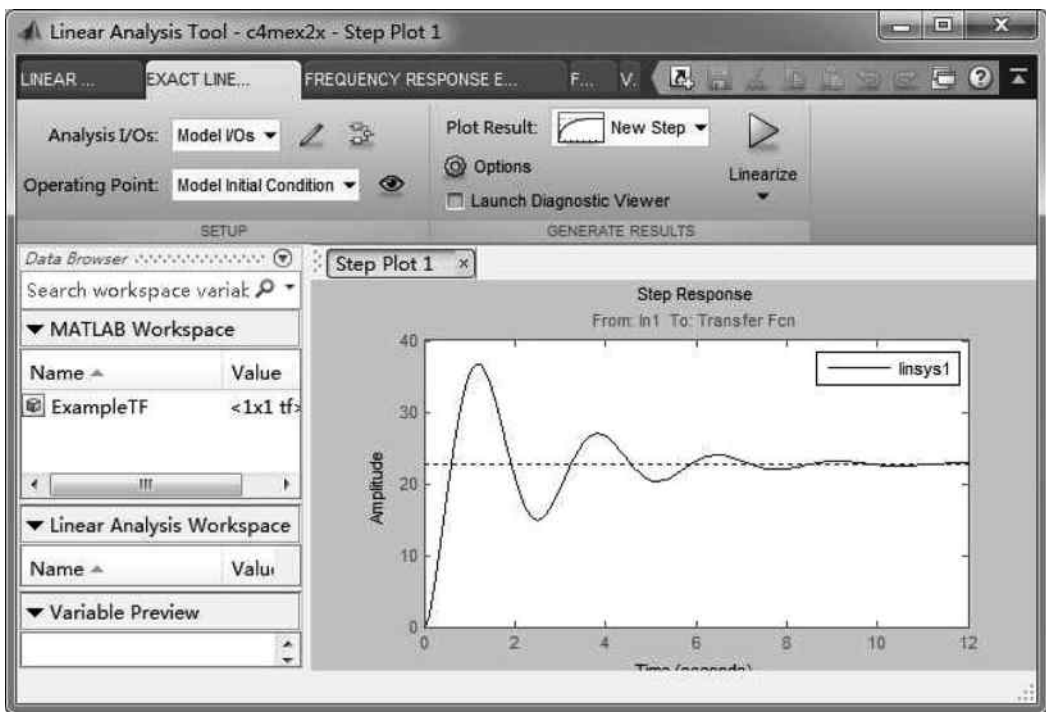 Linear Analysis Tool - c4mex2x - Step Plot 1
LINEAR ...
EXACT LINE...
FREQUENCY RESPONSE E...
F...
V.
Analysis I/Os:
Model I/Os
Plot Result:
New Step
Options
Linearize
Operating Point:
Model Initial Condition
Launch Diagnostic Viewer
SETUP
GENERATE RESULTS
Data Browser
Step Plot 1
Search workspace variab
MATLAB Workspace
Name
Value
ExampleTF
<1x1 tf>
Linear Analysis Workspace
Name
Valu
Variable Preview
Step Response
From: In1 To: Transfer Fcn
linsys1
Amplitude
40
30
20
10
0
0
2
4
6
8
10
12
Time (seconds)